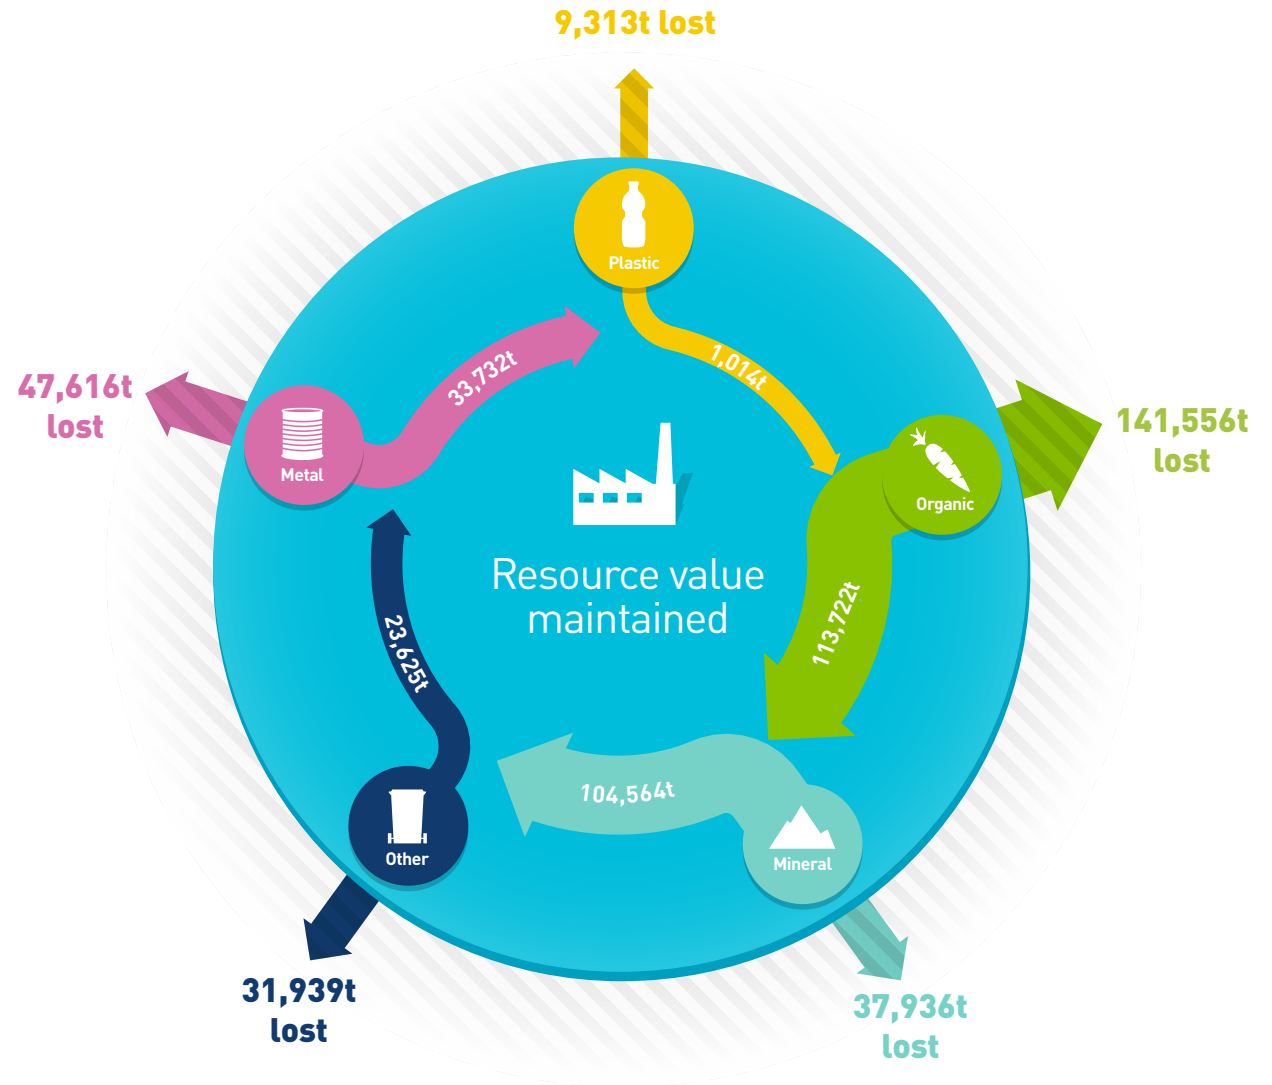 9,313t lost
Plastic
1,014t
33,732t
47,616t
lost
Metal
141,556t
lost
Organic
113,722t
Resource value
maintained
23,625t
104,564t
Other
Mineral
31,939t
lost
37,936t
lost